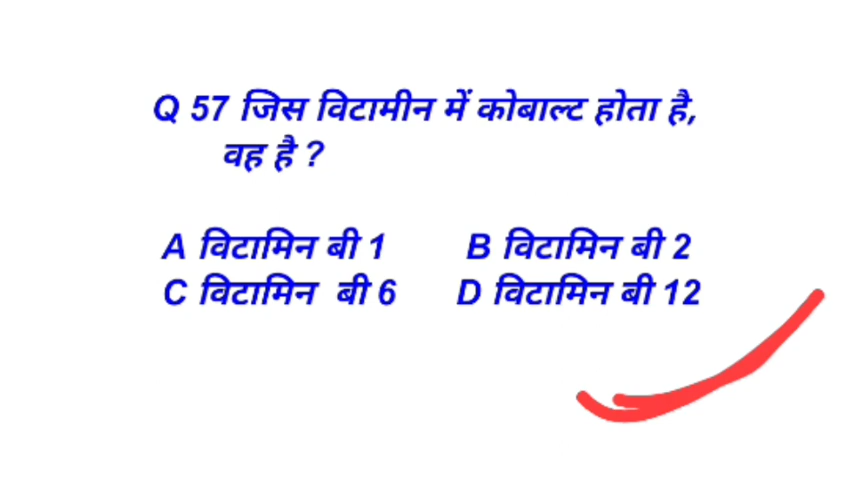 Q 57 जिस विटामीन में कोबाल्ट होता है,
वह है ?
A विटामिन बी 1 B विटामिन बी 2
C विटामिन बी 6 D विटामिन बी 12